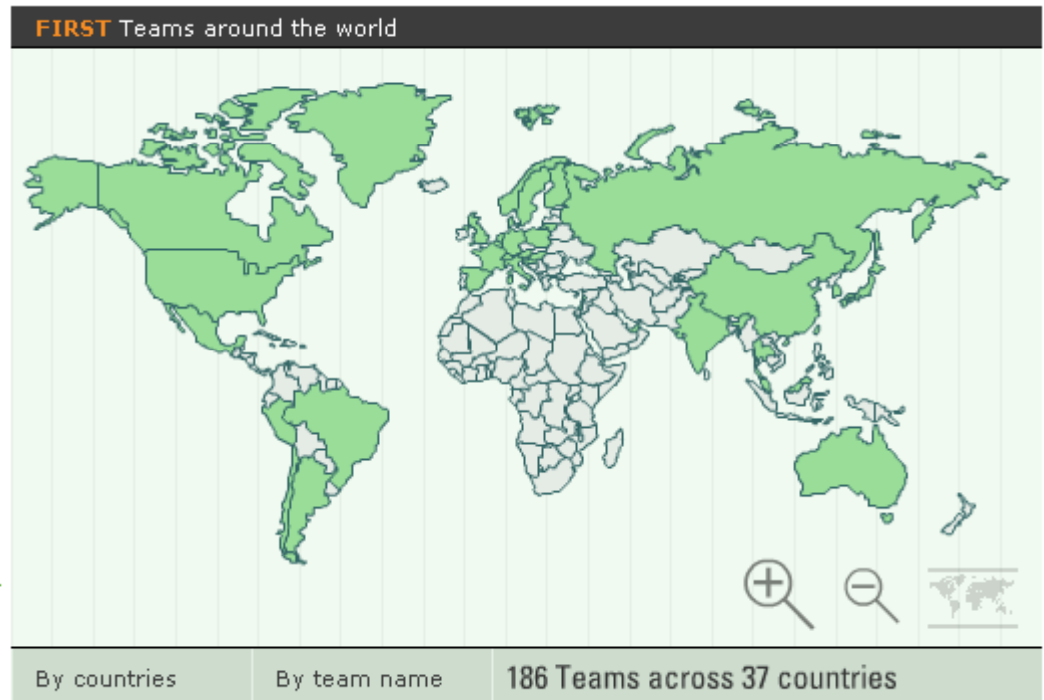 FIRST Teams around the world
By countries
By team name
186 Teams across 37 countries